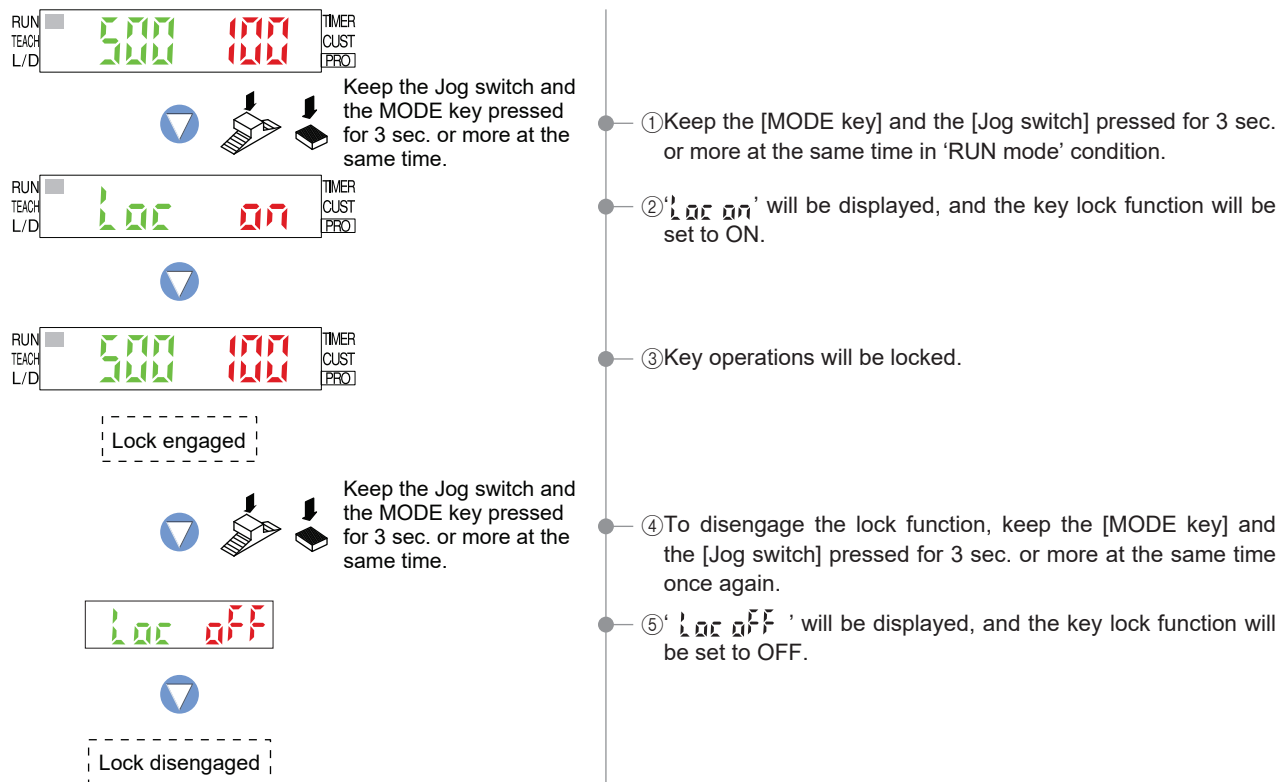 RUN TIMER
TEACH 500 100 CUST
L/D PRO
Keep the Jog switch and
the MODE key pressed
for 3 sec. or more at the
same time.
①Keep the [MODE key] and the [Jog switch] pressed for 3 sec.
or more at the same time in ‘RUN mode’ condition.
RUN TIMER
TEACH Loc on CUST
L/D PRO
②‘Loc on’ will be displayed, and the key lock function will be
set to ON.
RUN TIMER
TEACH 500 100 CUST
L/D PRO
③Key operations will be locked.
Lock engaged
Keep the Jog switch and
the MODE key pressed
for 3 sec. or more at the
same time.
④To disengage the lock function, keep the [MODE key] and
the [Jog switch] pressed for 3 sec. or more at the same time
once again.
Loc oFF
⑤‘ Loc oFF ’ will be displayed, and the key lock function will
be set to OFF.
Lock disengaged